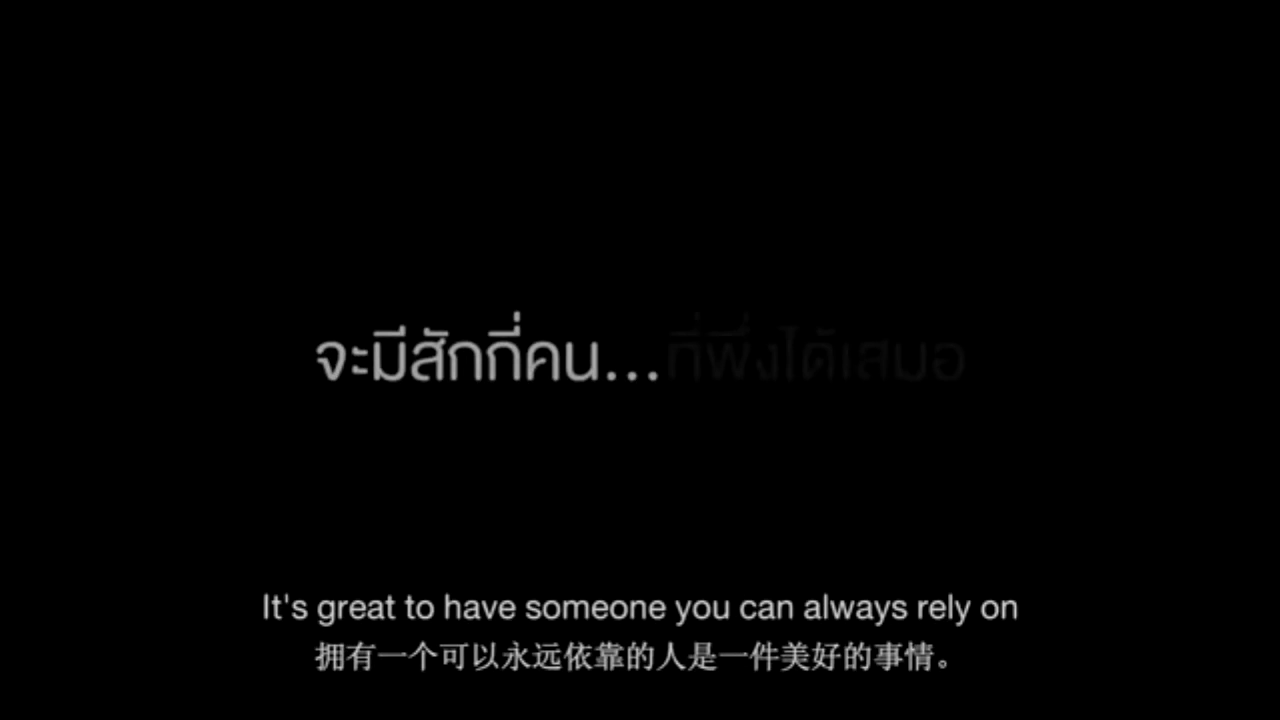 จะมีสักกี่คน...ที่พึ่งได้เสมอ
It's great to have someone you can always rely on
拥有一个可以永远依靠的人是一件美好的事情。